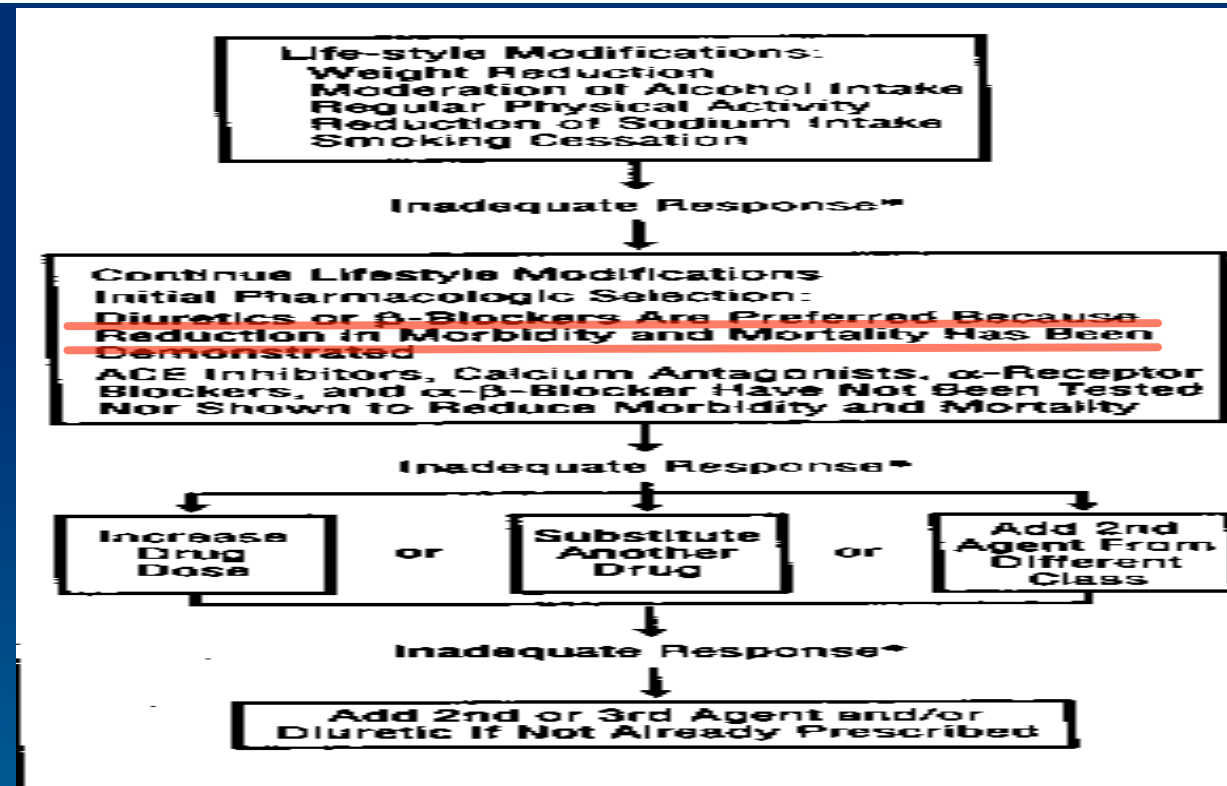 Life-style Modifications:
Weight Reduction
Moderation of Alcohol Intake
Regular Physical Activity
Reduction of Sodium Intake
Smoking Cessation
Inadequate Response*
Continue Lifestyle Modifications
Initial Pharmacologic Selection:
Diuretics or β-Blockers Are Preferred Because
Reduction in Morbidity and Mortality Has Been
Demonstrated
ACE Inhibitors, Calcium Antagonists, α-Receptor
Blockers, and α-β-Blocker Have Not Been Tested
Nor Shown to Reduce Morbidity and Mortality
Inadequate Response*
Increase
Drug
Dose
or
Substitute
Another
Drug
or
Add 2nd
Agent From
Different
Class
Inadequate Response*
Add 2nd or 3rd Agent and/or
Diuretic If Not Already Prescribed